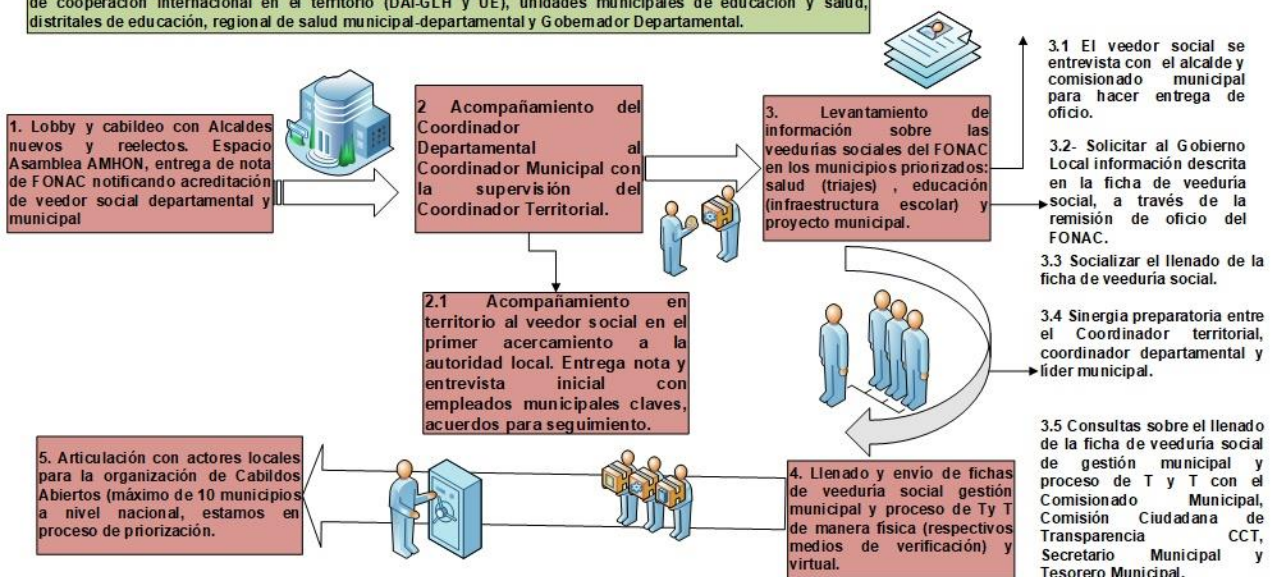 de cooperación internacional en el territorio (DAI-GLH y UE), unidades municipales de educación y salud,
distritales de educación, regional de salud municipal-departamental y Gobernador Departamental.
1. Lobby y cabildeo con Alcaldes
nuevos y reelectos. Espacio
Asamblea AMHON, entrega de nota
de FONAC notificando acreditación
de veedor social departamental y
municipal
2 Acompañamiento del
Coordinador
Departamental al
Coordinador Municipal con
la supervisión del
Coordinador Territorial.
2.1 Acompañamiento en
territorio al veedor social en el
primer acercamiento a la
autoridad local. Entrega nota y
entrevista inicial con
empleados municipales claves,
acuerdos para seguimiento.
3. Levantamiento de
información sobre las
veedurías sociales del FONAC
en los municipios priorizados:
salud (triajes) , educación
(infraestructura escolar) y
proyecto municipal.
3.1 El veedor social se
entrevista con el alcalde y
comisionado municipal
para hacer entrega de
oficio.
3.2- Solicitar al Gobierno
Local información descrita
en la ficha de veeduría
social, a través de la
remisión de oficio del
FONAC.
3.3 Socializar el llenado de la
ficha de veeduría social.
3.4 Sinergia preparatoria entre
el Coordinador territorial,
coordinador departamental y
líder municipal.
3.5 Consultas sobre el llenado
de la ficha de veeduría social
de gestión municipal y
proceso de T y T con el
Comisionado Municipal,
Comisión Ciudadana de
Transparencia CCT,
Secretario Municipal y
Tesorero Municipal.
4. Llenado y envío de fichas
de veeduría social gestión
municipal y proceso de Ty T
de manera física (respectivos
medios de verificación) y
virtual.
5. Articulación con actores locales
para la organización de Cabildos
Abiertos (máximo de 10 municipios
a nivel nacional, estamos en
proceso de priorización.